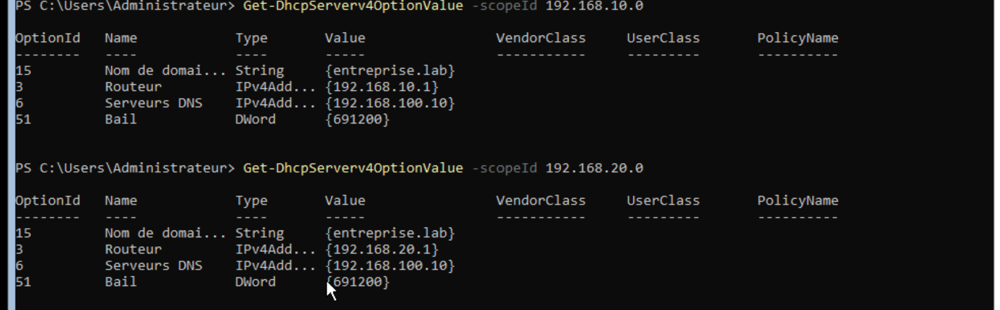 PS C:\Users\Administrateur> Get-DhcpServerv4OptionValue -scopeId 192.168.10.0
OptionId Name Type Value VendorClass UserClass PolicyName
-------- ---- ---- ----- ----------- --------- ----------
15 Nom de domai... String {entreprise.lab}
3 Routeur IPv4Add... {192.168.10.1}
6 Serveurs DNS IPv4Add... {192.168.100.10}
51 Bail DWord {691200}
PS C:\Users\Administrateur> Get-DhcpServerv4OptionValue -scopeId 192.168.20.0
OptionId Name Type Value VendorClass UserClass PolicyName
-------- ---- ---- ----- ----------- --------- ----------
15 Nom de domai... String {entreprise.lab}
3 Routeur IPv4Add... {192.168.20.1}
6 Serveurs DNS IPv4Add... {192.168.100.10}
51 Bail DWord {691200}